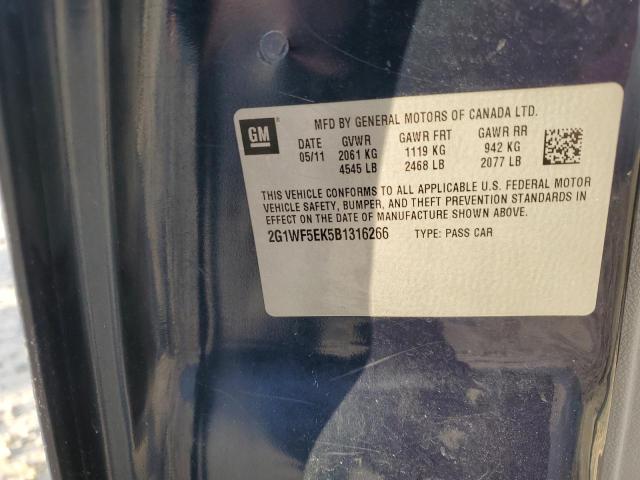 GM
MFD BY GENERAL MOTORS OF CANADA LTD.
DATE GVWR GAWR FRT GAWR RR
05/11 2061 KG 1119 KG 942 KG
4545 LB 2468 LB 2077 LB
THIS VEHICLE CONFORMS TO ALL APPLICABLE U.S. FEDERAL MOTOR
VEHICLE SAFETY, BUMPER, AND THEFT PREVENTION STANDARDS IN
EFFECT ON THE DATE OF MANUFACTURE SHOWN ABOVE.
2G1WF5EK5B1316266 TYPE: PASS CAR